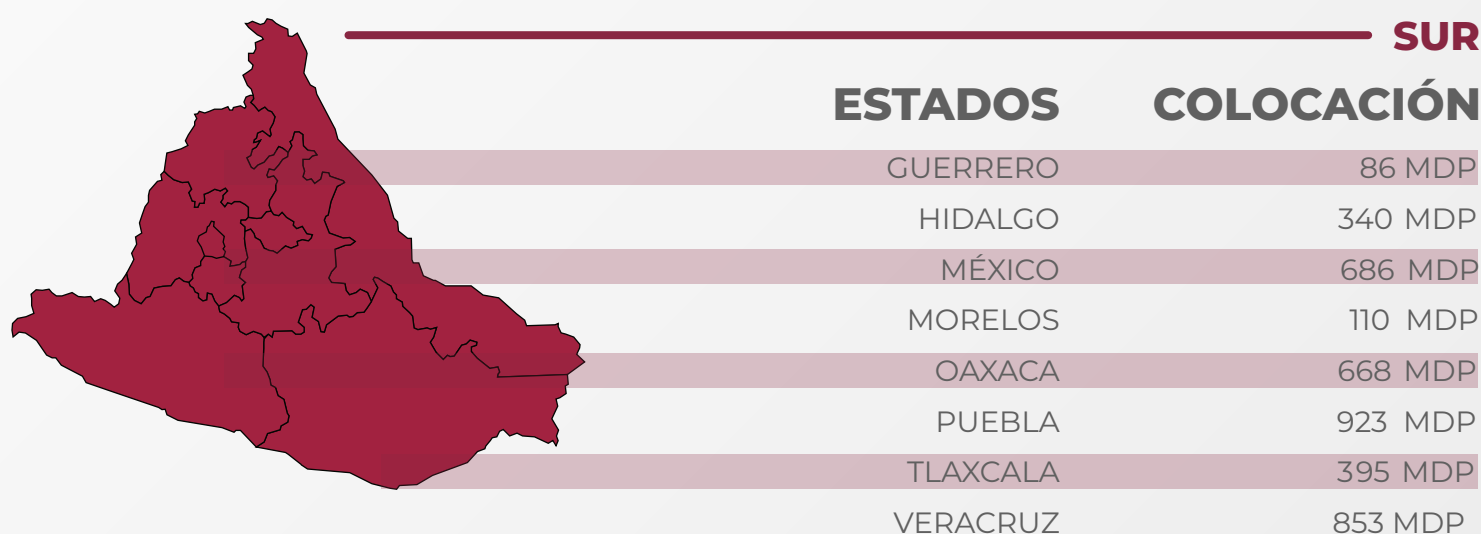 SUR
ESTADOS COLOCACIÓN
GUERRERO 86 MDP
HIDALGO 340 MDP
MÉXICO 686 MDP
MORELOS 110 MDP
OAXACA 668 MDP
PUEBLA 923 MDP
TLAXCALA 395 MDP
VERACRUZ 853 MDP